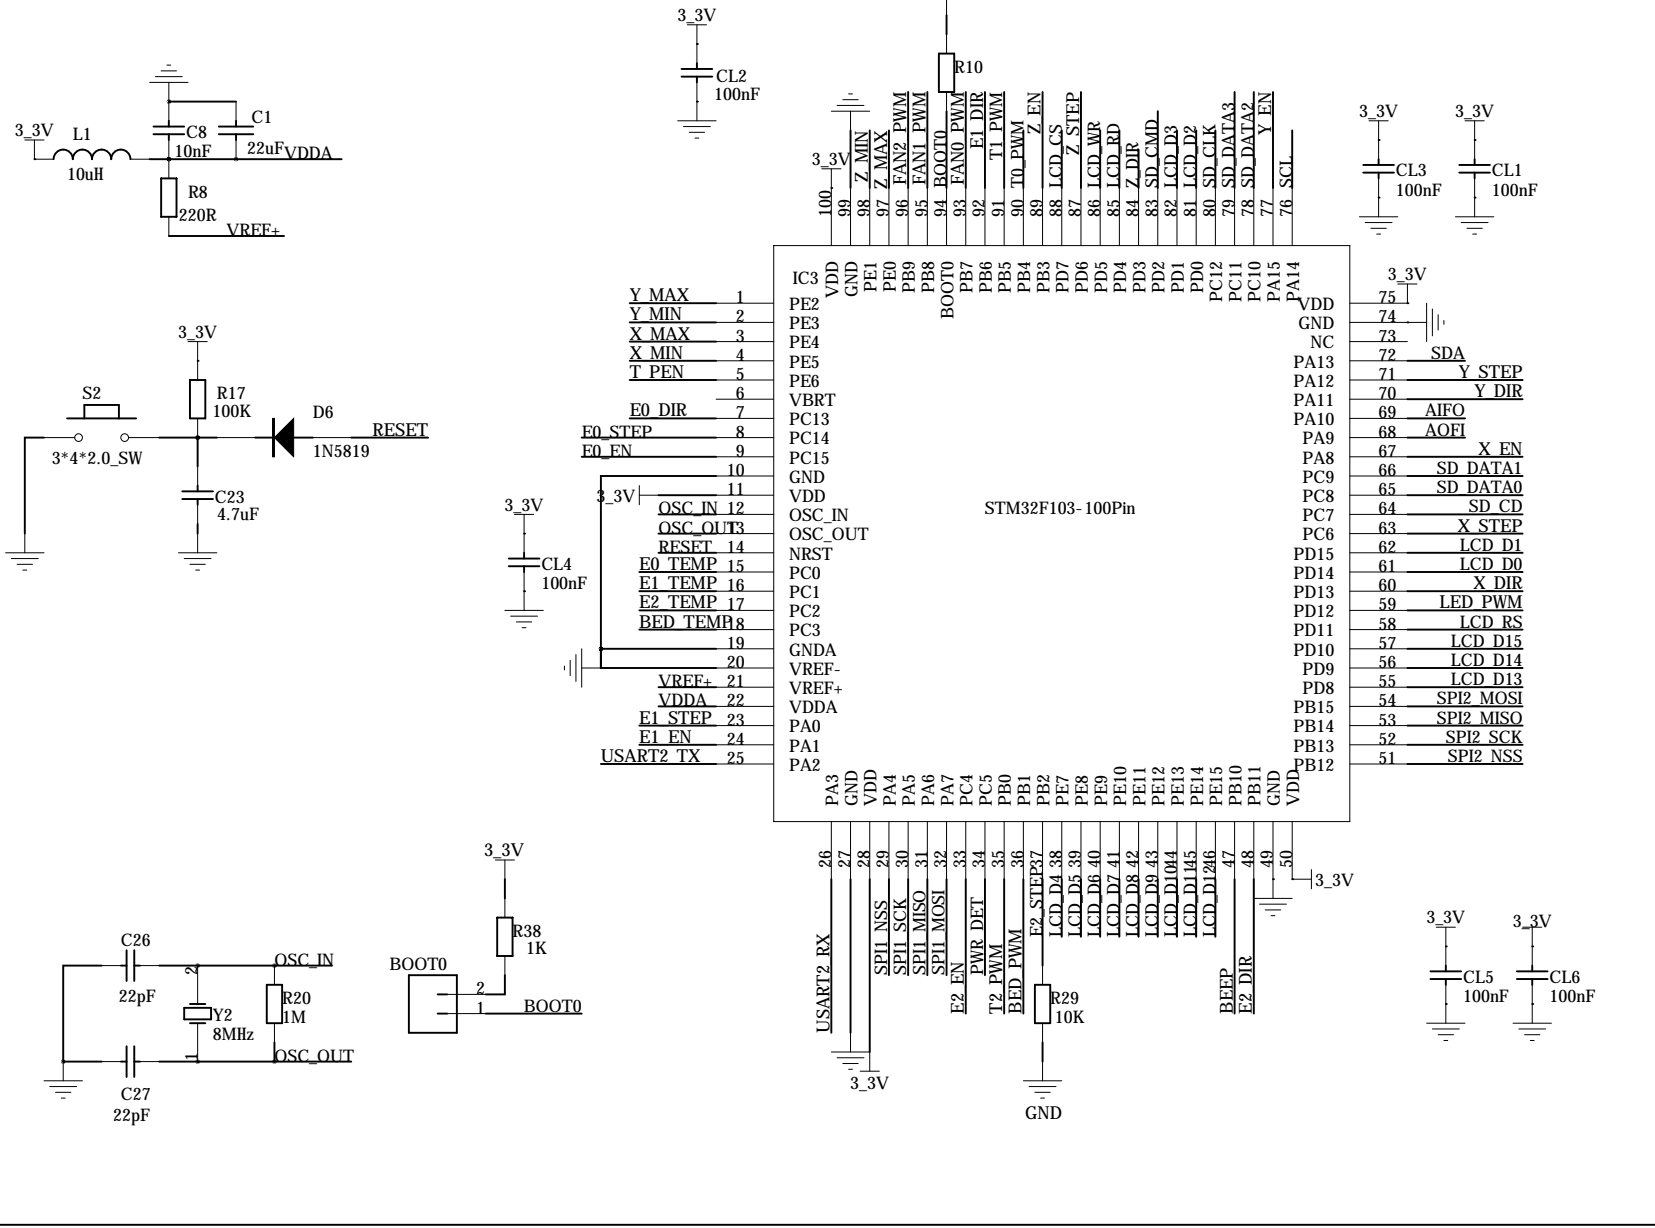 3_3V
CL2
100nF
R10
3_3V
L1
10uH
C8
10nF
C1
22uF
VDDA
R8
220R
VREF+
3_3V
CL3
100nF
3_3V
CL1
100nF
3_3V
Z_MIN
Z_MAX
FAN2_PWM
FAN1_PWM
BOOT0
FAN0_PWM
E1_DIR
T1_PWM
T0_PWM
Z_EN
LCD_CS
Z_STEP
LCD_WR
LCD_RD
Z_DIR
SD_CMD
LCD_D3
LCD_D2
SD_CLK
SD_DATA3
SD_DATA2
Y_EN
SCL
100
99
98
97
96
95
94
93
92
91
90
89
88
87
86
85
84
83
82
81
80
79
78
77
76
IC3
VDD
GND
PE1
PE0
PB9
PB8
BOOT0
PB7
PB6
PB5
PB4
PB3
PD7
PD6
PD5
PD4
PD3
PD2
PD1
PD0
PC12
PC11
PC10
PA15
PA14
Y_MAX 1 PE2
Y_MIN 2 PE3
X_MAX 3 PE4
X_MIN 4 PE5
T_PEN 5 PE6
6 VBRT
E0_DIR 7 PC13
E0_STEP 8 PC14
E0_EN 9 PC15
10 GND
3_3V 11 VDD
OSC_IN 12 OSC_IN
OSC_OUT 13 OSC_OUT
RESET 14 NRST
E0_TEMP 15 PC0
E1_TEMP 16 PC1
E2_TEMP 17 PC2
BED_TEMP 18 PC3
19 GNDA
20 VREF-
VREF+ 21 VREF+
VDDA 22 VDDA
E1_STEP 23 PA0
E1_EN 24 PA1
USART2_TX 25 PA2
STM32F103-100Pin
3_3V
VDD 75
GND 74
NC 73
PA13 72 SDA
PA12 71 Y_STEP
PA11 70 Y_DIR
PA10 69 AIFO
PA9 68 AOFI
PA8 67 X_EN
PC9 66 SD_DATA1
PC8 65 SD_DATA0
PC7 64 SD_CD
PC6 63 X_STEP
PD15 62 LCD_D1
PD14 61 LCD_D0
PD13 60 X_DIR
PD12 59 LED_PWM
PD11 58 LCD_RS
PD10 57 LCD_D15
PD9 56 LCD_D14
PD8 55 LCD_D13
PB15 54 SPI2_MOSI
PB14 53 SPI2_MISO
PB13 52 SPI2_SCK
PB12 51 SPI2_NSS
PA3
GND
VDD
PA4
PA5
PA6
PA7
PC4
PC5
PB0
PB1
PB2
PE7
PE8
PE9
PE10
PE11
PE12
PE13
PE14
PE15
PB10
PB11
GND
VDD
26
27
28
29
30
31
32
33
34
35
36
37
38
39
40
41
42
43
44
45
46
47
48
49
50
USART2_RX
SPI1_NSS
SPI1_SCK
SPI1_MISO
SPI1_MOSI
E2_EN
PWR_DET
T2_PWM
BED_PWM
E2_STEP
LCD_D4
LCD_D5
LCD_D6
LCD_D7
LCD_D8
LCD_D9
LCD_D10
LCD_D11
LCD_D12
BEEP
E2_DIR
3_3V
3_3V
R29
10K
GND
3_3V
S2
3*4*2.0_SW
R17
100K
D6
1N5819
RESET
C23
4.7uF
3_3V
CL4
100nF
3_3V
R38
1K
BOOT0
2
1
BOOT0
C26
22pF
OSC_IN
2
Y2
8MHz
1
R20
1M
OSC_OUT
C27
22pF
3_3V
CL5
100nF
3_3V
CL6
100nF